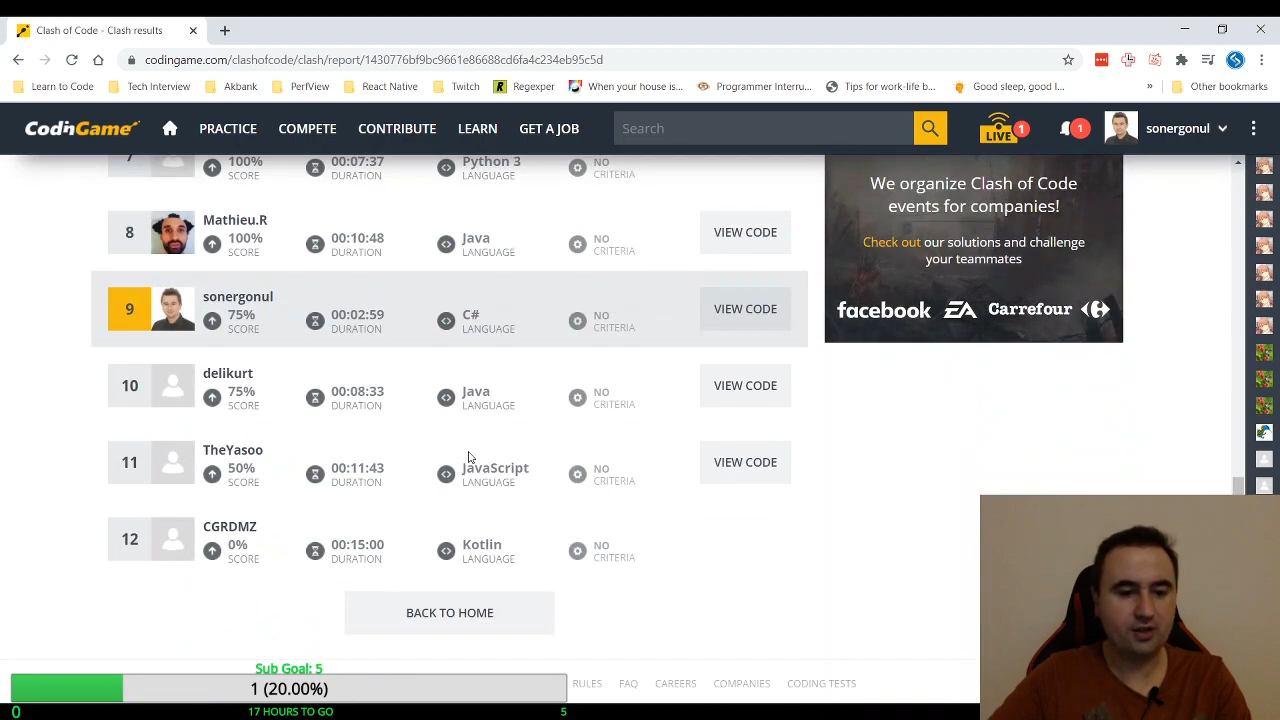 Clash of Code - Clash results
codingame.com/clashofcode/clash/report/1430776bf0bc9661e86688cd6fa4c234eb95c5d
Learn to Code Tech Interview Akbank PerfView React Native Regexper Twitch When your house is... Programmer Interru... Tips for work-life b... Good sleep, good l... » Other bookmarks
CODINGAME PRACTICE COMPETE CONTRIBUTE LEARN GET A JOB Search LIVE 1 1 sonergonul
7 100% SCORE 00:07:37 DURATION Python 3 LANGUAGE NO CRITERIA
8 Mathieu.R 100% SCORE 00:10:48 DURATION Java LANGUAGE NO CRITERIA VIEW CODE
9 sonergonul 75% SCORE 00:02:59 DURATION C# LANGUAGE NO CRITERIA VIEW CODE
10 delikurt 75% SCORE 00:08:33 DURATION Java LANGUAGE NO CRITERIA VIEW CODE
11 TheYasoo 50% SCORE 00:11:43 DURATION JavaScript LANGUAGE NO CRITERIA VIEW CODE
12 CGRDMZ 0% SCORE 00:15:00 DURATION Kotlin LANGUAGE NO CRITERIA
BACK TO HOME
We organize Clash of Code
events for companies!
Check out our solutions and challenge
your teammates
facebook EA Carrefour
RULES FAQ CAREERS COMPANIES CODING TESTS
Sub Goal: 5
1 (20.00%)
0 17 HOURS TO GO 5